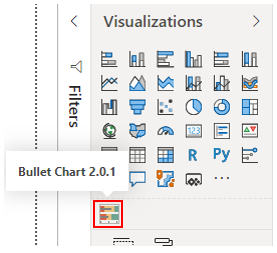 Visualizations
Filters
123
R
Py
Bullet Chart 2.0.1